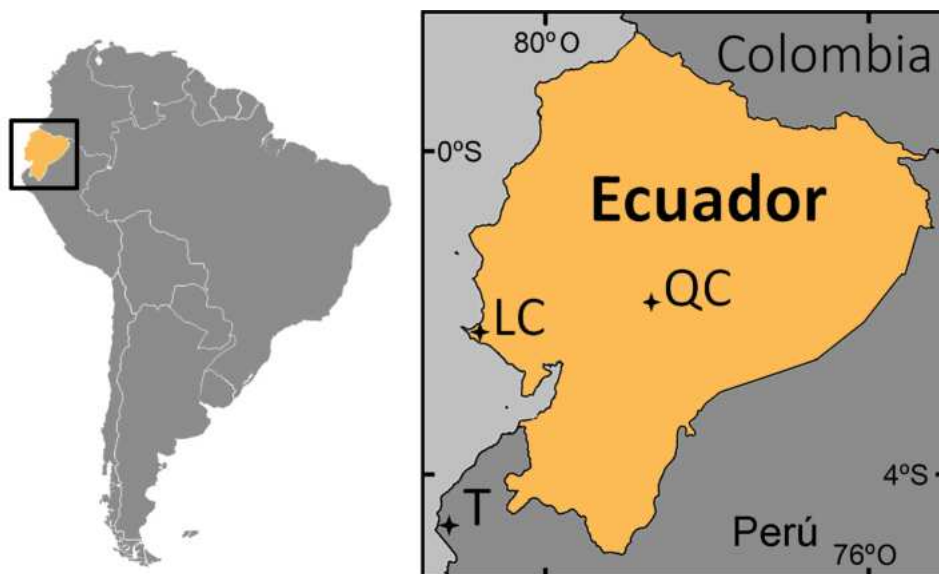 80º O
Colombia
0ºS
Ecuador
QC
LC
4ºS
T
Perú
76ºO